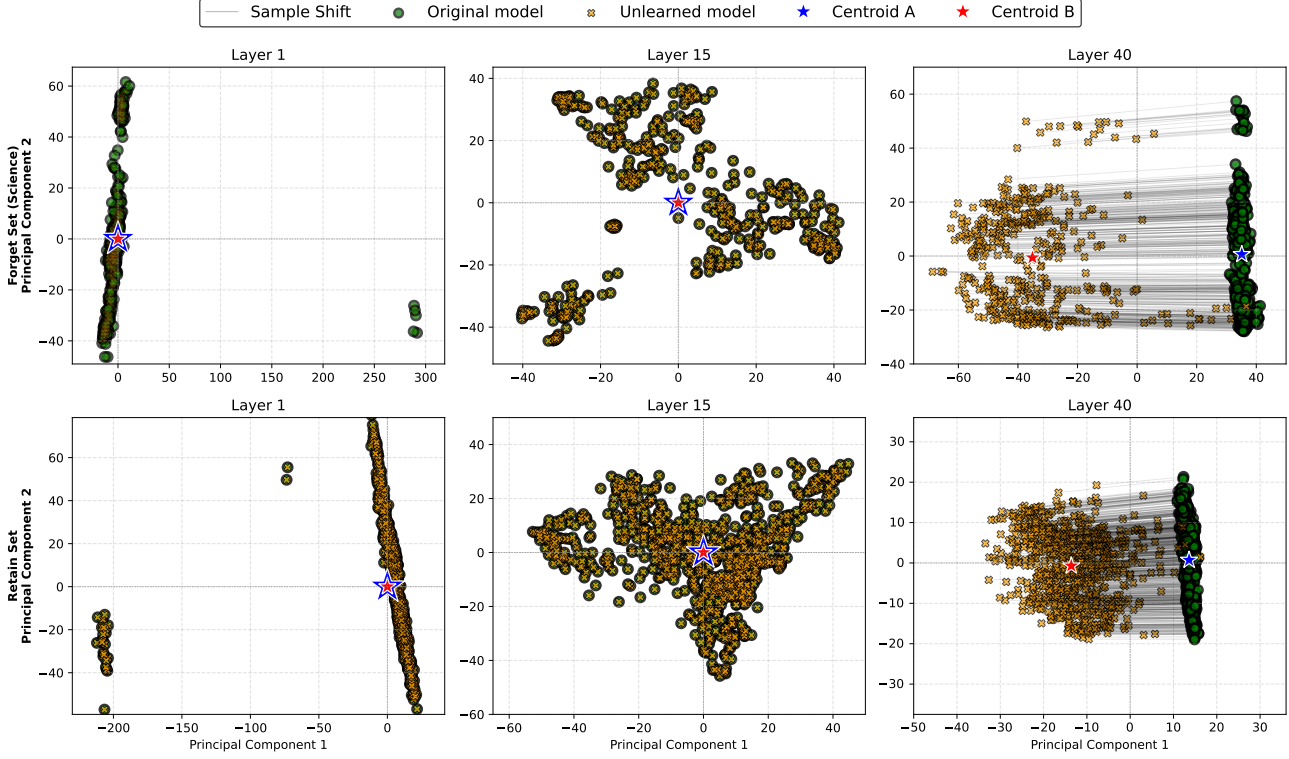 Sample Shift Original model Unlearned model Centroid A Centroid B
Layer 1
Layer 15
Layer 40
Forget Set (Science)
Principal Component 2
60
40
20
0
−20
−40
0 50 100 150 200 250 300
40
20
0
−20
−40
−40 −20 0 20 40
60
40
20
0
−20
−40
−60 −40 −20 0 20 40
Layer 1
Layer 15
Layer 40
Retain Set
Principal Component 2
60
40
20
0
−20
−40
−200 −150 −100 −50 0
Principal Component 1
40
20
0
−20
−40
−60
−60 −40 −20 0 20 40
Principal Component 1
30
20
10
0
−10
−20
−30
−50 −40 −30 −20 −10 0 10 20 30
Principal Component 1